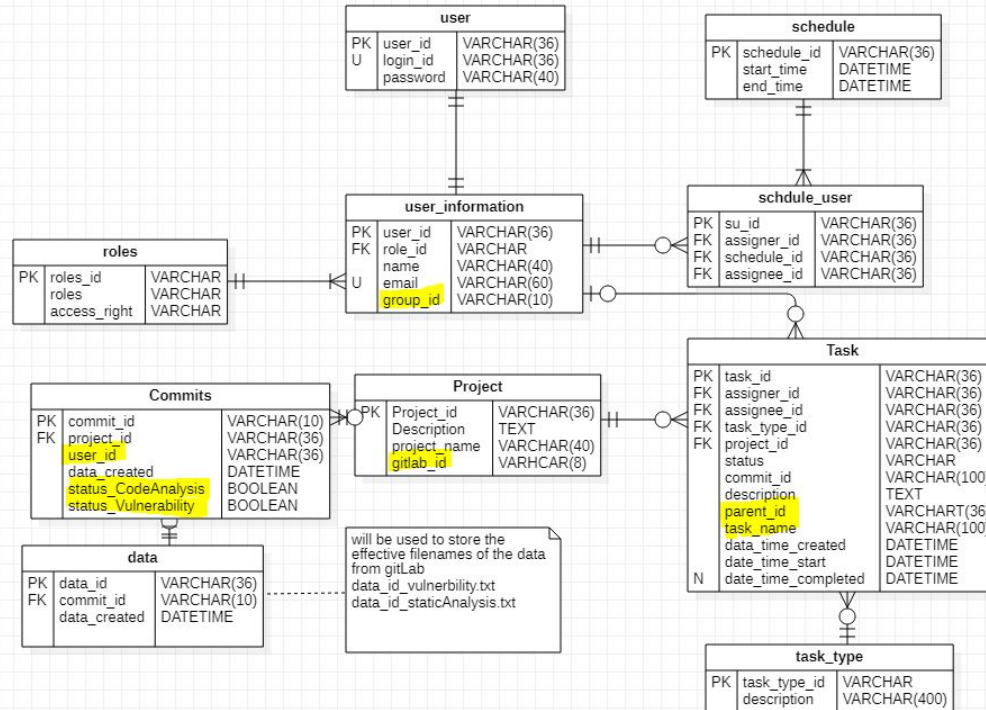 user
PK user_id VARCHAR(36)
U login_id VARCHAR(36)
password VARCHAR(40)
schedule
PK schedule_id VARCHAR(36)
start_time DATETIME
end_time DATETIME
user_information
PK user_id VARCHAR(36)
FK role_id VARCHAR
name VARCHAR(40)
U email VARCHAR(60)
group_id VARCHAR(10)
schdule_user
PK su_id VARCHAR(36)
FK assigner_id VARCHAR(36)
FK schedule_id VARCHAR(36)
FK assignee_id VARCHAR(36)
roles
PK roles_id VARCHAR
roles VARCHAR
access_right VARCHAR
Commits
PK commit_id VARCHAR(10)
FK project_id VARCHAR(36)
user_id VARCHAR(36)
data_created DATETIME
status_CodeAnalysis BOOLEAN
status_Vulnerability BOOLEAN
Project
PK Project_id VARCHAR(36)
Description TEXT
project_name VARCHAR(40)
gitlab_id VARHCAR(8)
Task
PK task_id VARCHAR(36)
FK assigner_id VARCHAR(36)
FK assignee_id VARCHAR(36)
FK task_type_id VARCHAR(36)
FK project_id VARCHAR(36)
status VARCHAR
commit_id VARCHAR(100)
description TEXT
parent_id VARCHART(36
task_name VARCHAR(100)
data_time_created DATETIME
data_time_start DATETIME
N date_time_completed DATETIME
data
PK data_id VARCHAR(36)
FK commit_id VARCHAR(10)
data_created DATETIME
will be used to store the
effective filenames of the data
from gitLab
data_id_vulnerbility.txt
data_id_staticAnalysis.txt
task_type
PK task_type_id VARCHAR
description VARCHAR(400)